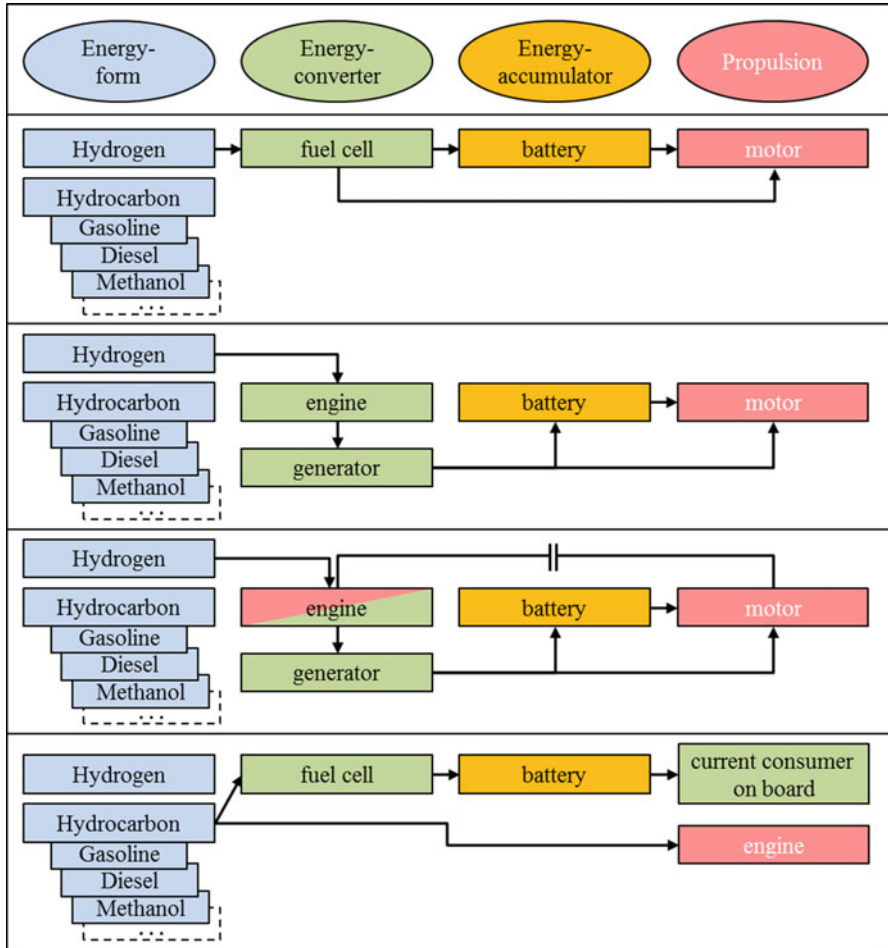 Energy-
form
Energy-
converter
Energy-
accumulator
Propulsion
Hydrogen
fuel cell
battery
motor
Hydrocarbon
Gasoline
Diesel
Methanol
...
Hydrogen
Hydrocarbon
engine
battery
motor
Gasoline
generator
Diesel
Methanol
...
Hydrogen
Hydrocarbon
engine
battery
motor
Gasoline
generator
Diesel
Methanol
...
Hydrogen
fuel cell
battery
current consumer
on board
Hydrocarbon
engine
Gasoline
Diesel
Methanol
...